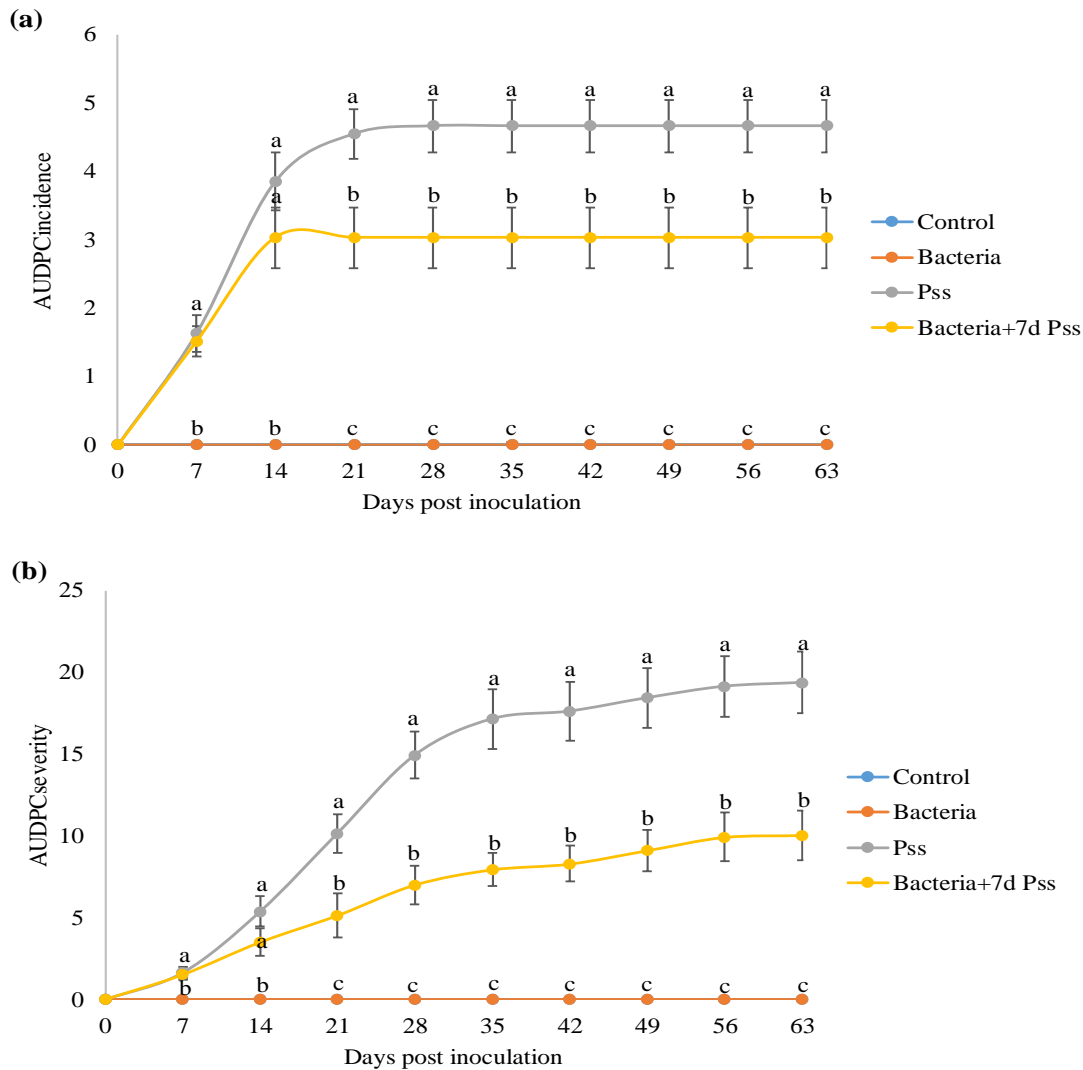 (a)
6
5
4
3
2
1
0
AUDPCincidence
a
a
a
a
a
a
a
a
a
a
b
b
b
b
b
b
b
b
b
c
c
c
c
c
c
c
0
7
14
21
28
35
42
49
56
63
Days post inoculation
Control
Bacteria
Pss
Bacteria+7d Pss
(b)
25
20
15
10
5
0
AUDPCseverity
a
a
a
a
a
a
a
a
a
a
b
b
b
b
b
b
b
b
b
c
c
c
c
c
c
c
0
7
14
21
28
35
42
49
56
63
Days post inoculation
Control
Bacteria
Pss
Bacteria+7d Pss